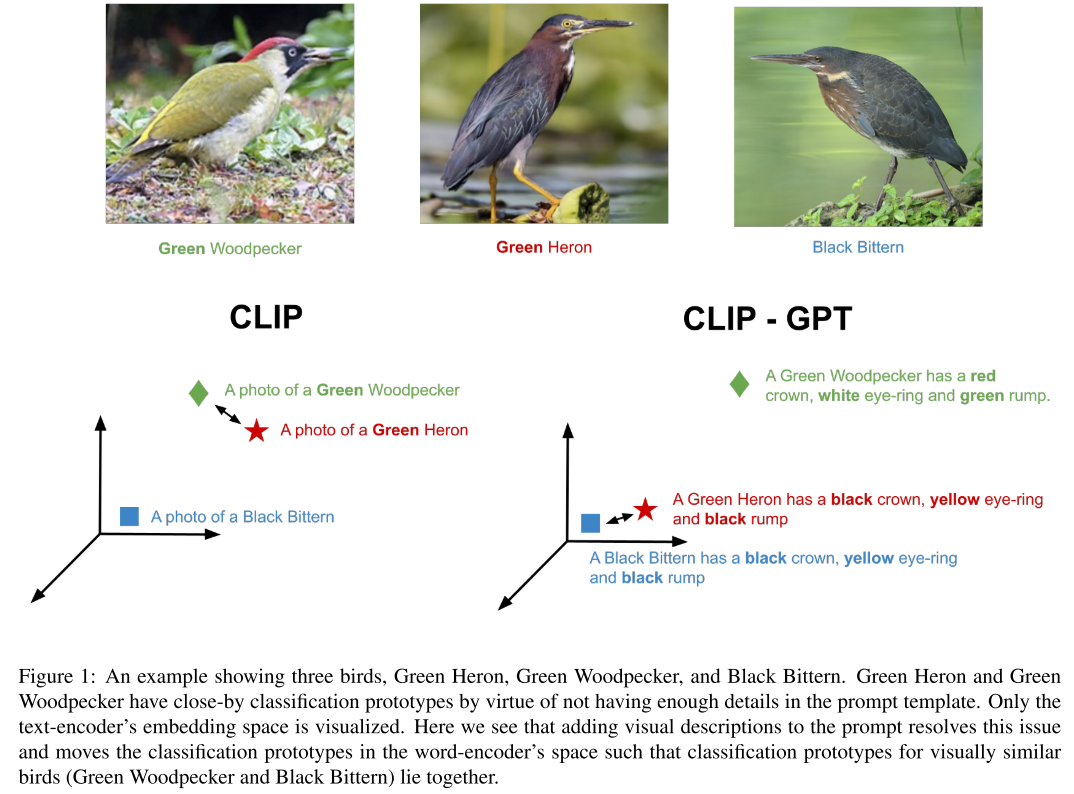 Green Woodpecker
Green Heron
Black Bittern
CLIP
A photo of a Green Woodpecker
A photo of a Green Heron
A photo of a Black Bittern
CLIP - GPT
A Green Woodpecker has a red
crown, white eye-ring and green rump.
A Green Heron has a black crown, yellow eye-ring
and black rump
A Black Bittern has a black crown, yellow eye-ring
and black rump
Figure 1: An example showing three birds, Green Heron, Green Woodpecker, and Black Bittern. Green Heron and Green
Woodpecker have close-by classification prototypes by virtue of not having enough details in the prompt template. Only the
text-encoder's embedding space is visualized. Here we see that adding visual descriptions to the prompt resolves this issue
and moves the classification prototypes in the word-encoder's space such that classification prototypes for visually similar
birds (Green Woodpecker and Black Bittern) lie together.